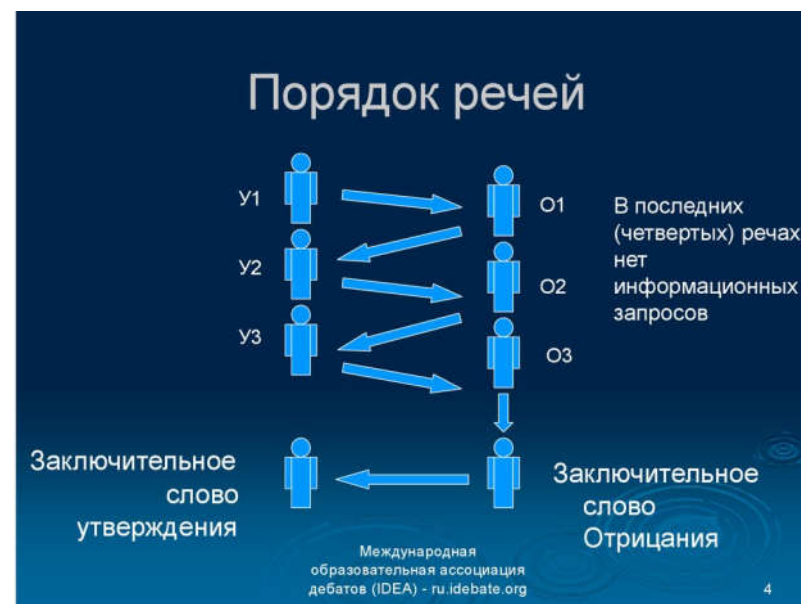 Порядок речей
У1
О1
У2
О2
У3
О3
В последних
(четвертых) речах
нет
информационных
запросов
Заключительное
слово
утверждения
Заключительное
слово
Отрицания
Международная
образовательная ассоциация
дебатов (IDEA) - ru.idebate.org
4